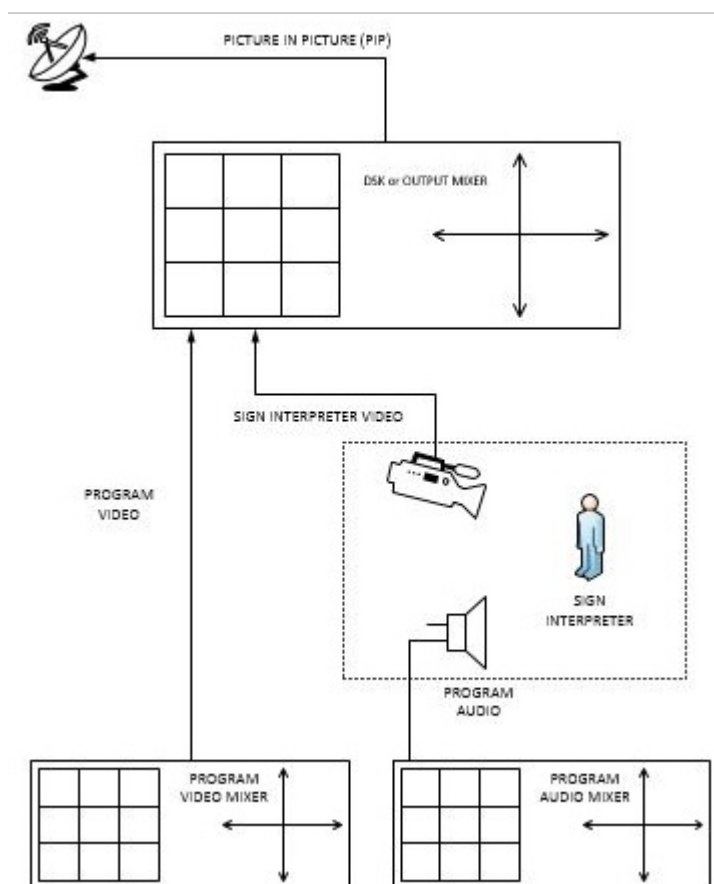 PICTURE IN PICTURE (PIP)
DSK or OUTPUT MIXER
SIGN INTERPRETER VIDEO
PROGRAM
VIDEO
SIGN
INTERPRETER
PROGRAM
AUDIO
PROGRAM
VIDEO MIXER
PROGRAM
AUDIO MIXER